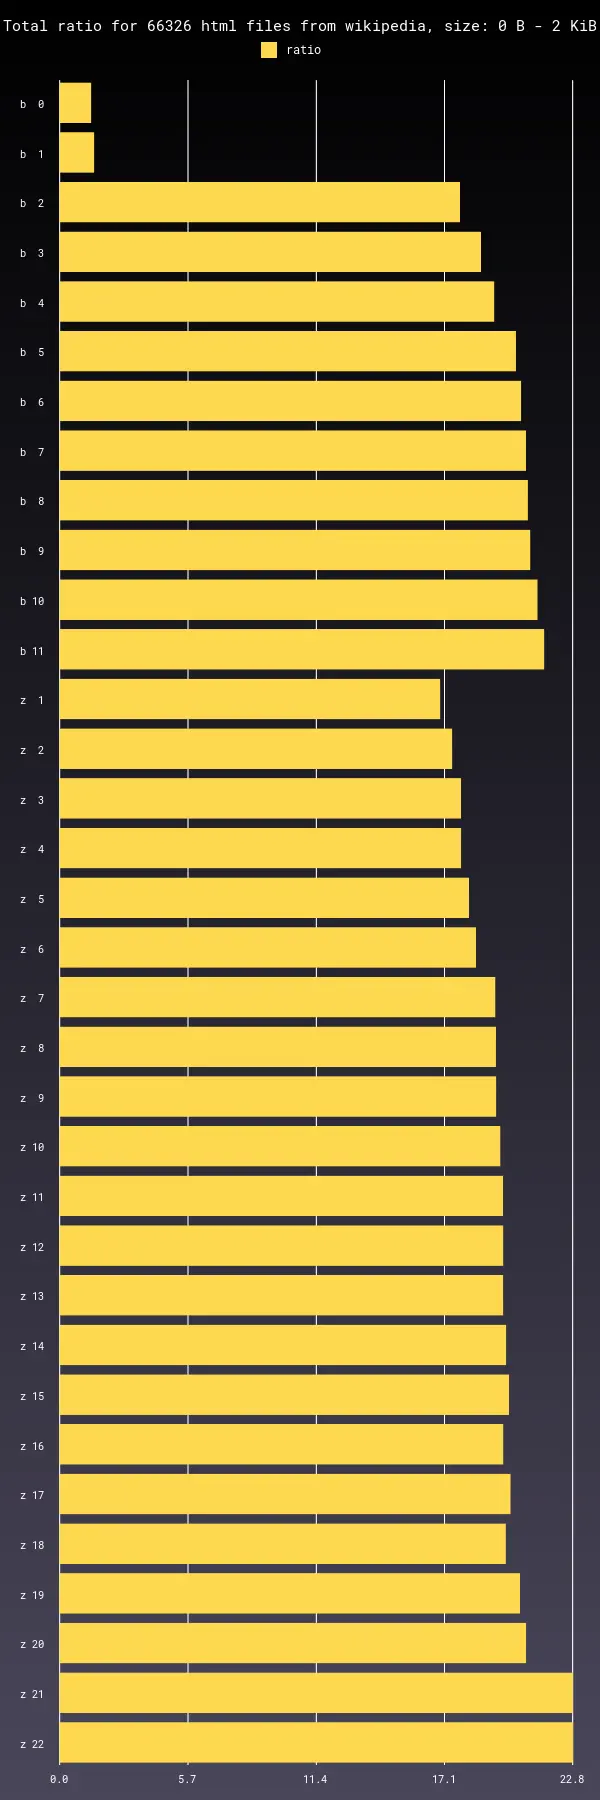 Total ratio for 66326 html files from wikipedia, size: 0 B - 2 KiB
ratio
b 0
b 1
b 2
b 3
b 4
b 5
b 6
b 7
b 8
b 9
b 10
b 11
z 1
z 2
z 3
z 4
z 5
z 6
z 7
z 8
z 9
z 10
z 11
z 12
z 13
z 14
z 15
z 16
z 17
z 18
z 19
z 20
z 21
z 22
0.0 5.7 11.4 17.1 22.8